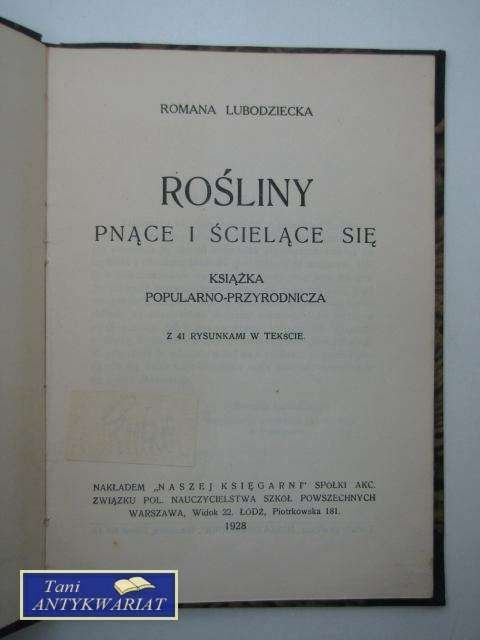 ROMANA LUBODZIECKA
ROŚLINY
PNĄCE I ŚCIELĄCE SIĘ
KSIĄŻKA
POPULARNO-PRZYRODNICZA
Z 41 RYSUNKAMI W TEKŚCIE.
NAKŁADEM „NASZEJ KSIĘGARNI" SPÓŁKI AKC.
ZWIĄZKU POL. NAUCZYCIELSTWA SZKÓŁ POWSZECHNYCH
WARSZAWA, Widok 22. ŁÓDŹ, Piotrkowska 181.
1928
Tani
ANTYKWARIAT